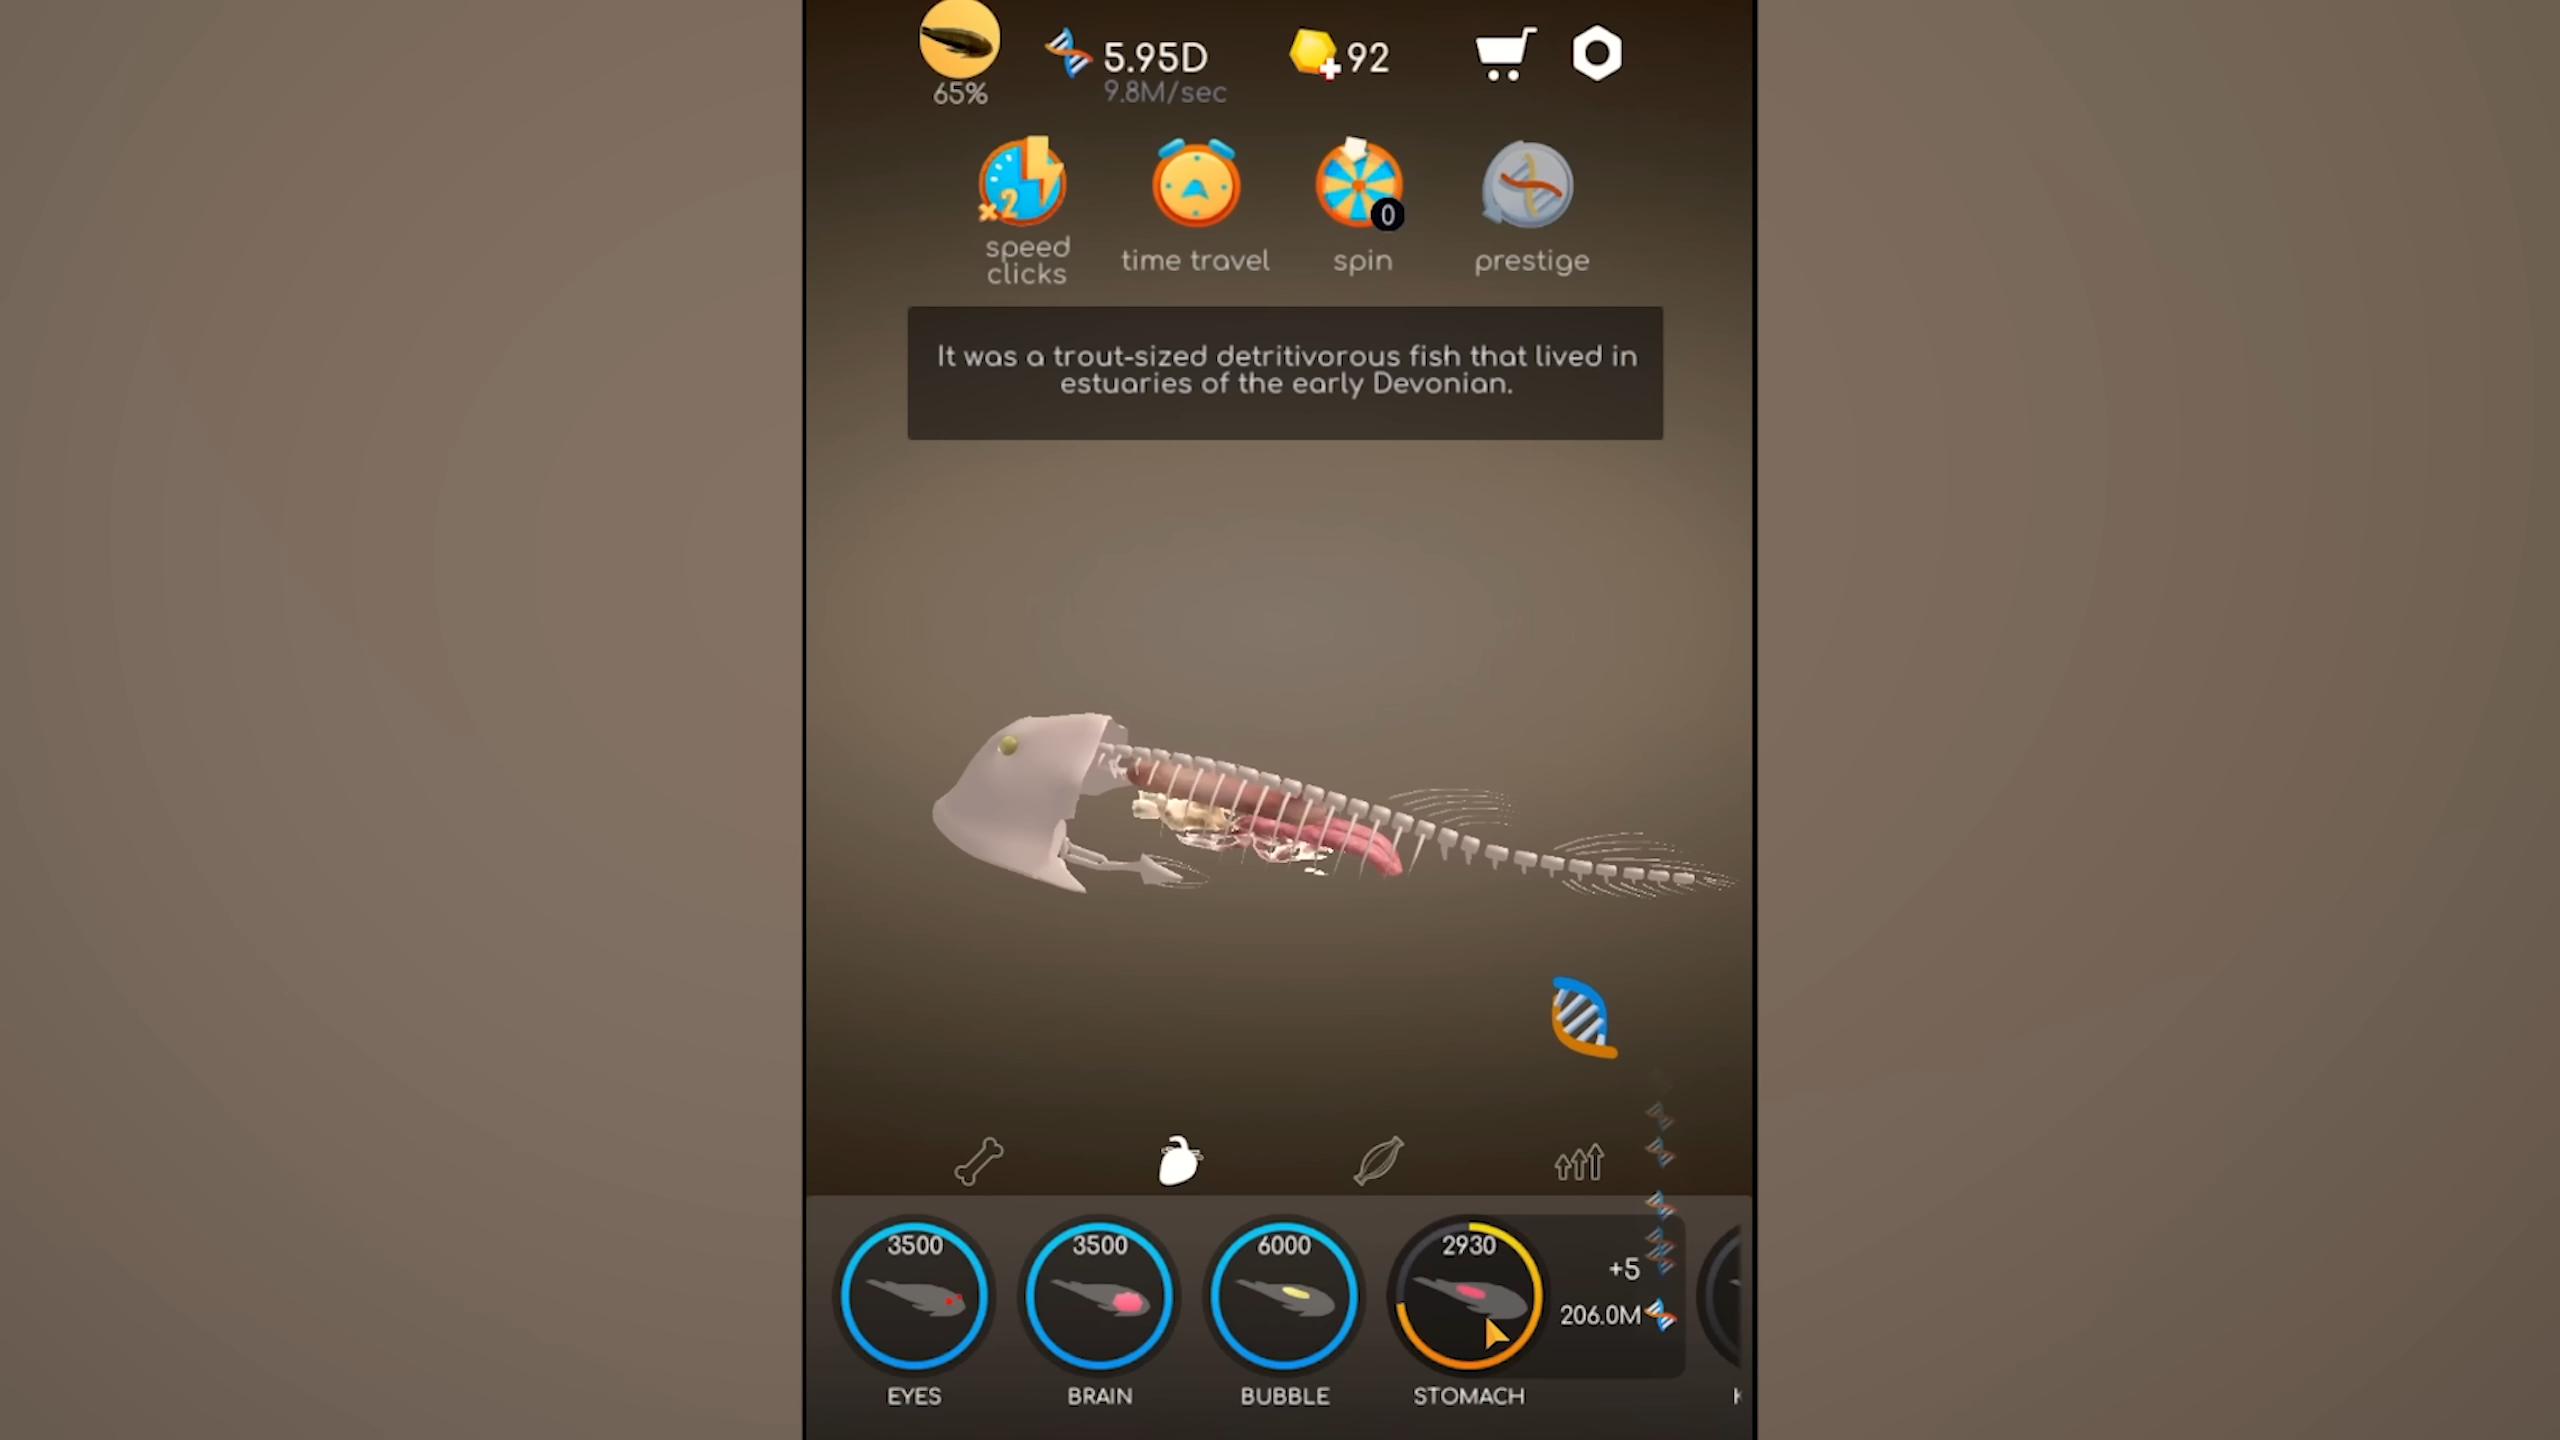 65%
5.95D
9.8M/sec
92
x2
0
speed
clicks
time travel
spin
prestige
It was a trout-sized detritivorous fish that lived in
estuaries of the early Devonian.
3500
3500
6000
2930
+5
206.0M
EYES
BRAIN
BUBBLE
STOMACH